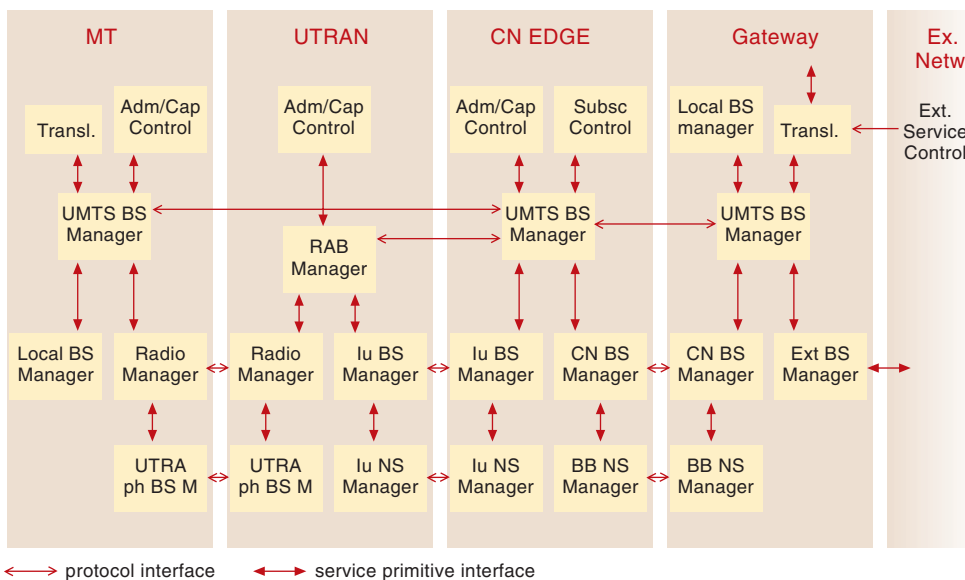 MT
UTRAN
CN EDGE
Gateway
Ex.
Netw
Transl.
Adm/Cap
Control
Adm/Cap
Control
Adm/Cap
Control
Subsc
Control
Local BS
manager
Transl.
Ext.
Service
Control
UMTS BS
Manager
RAB
Manager
UMTS BS
Manager
UMTS BS
Manager
Local BS
Manager
Radio
Manager
Radio
Manager
Iu BS
Manager
Iu BS
Manager
CN BS
Manager
CN BS
Manager
Ext BS
Manager
UTRA
ph BS M
UTRA
ph BS M
Iu NS
Manager
Iu NS
Manager
BB NS
Manager
BB NS
Manager
protocol interface
service primitive interface